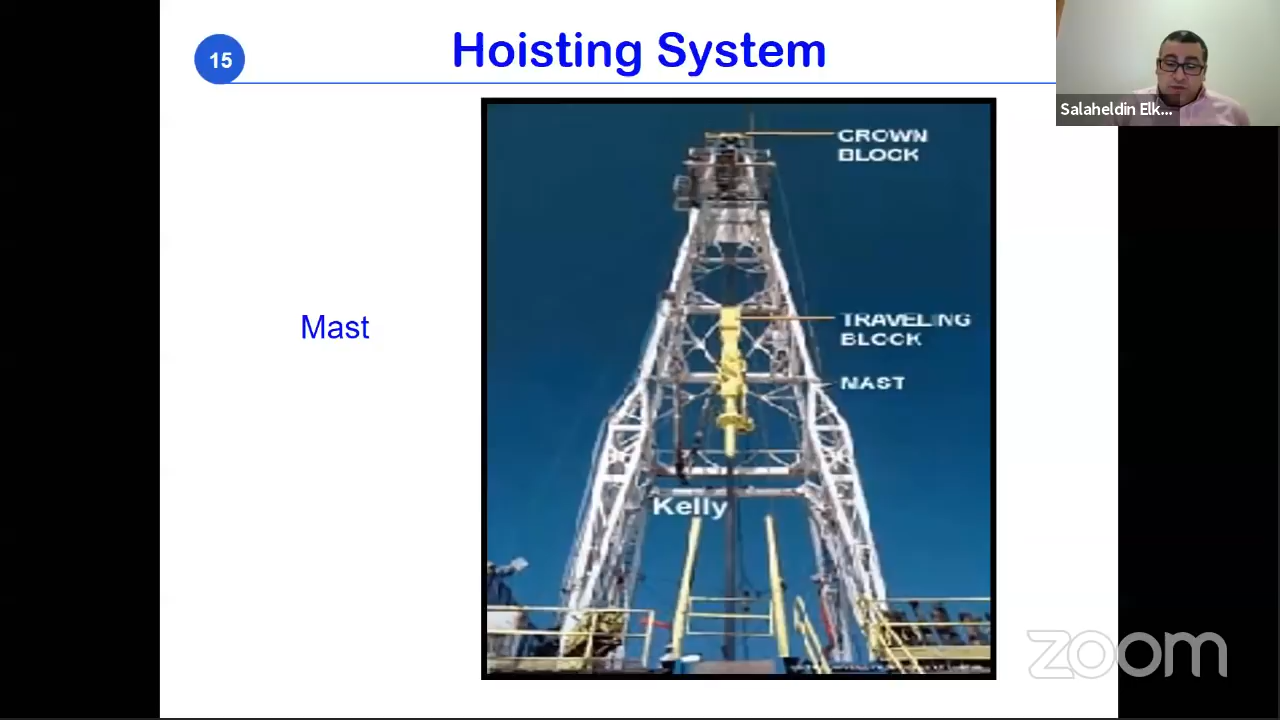 15
Hoisting System
Salaheldin Elk...
CROWN
BLOCK
TRAVELING
BLOCK
Mast
MAST
Kelly
zoom